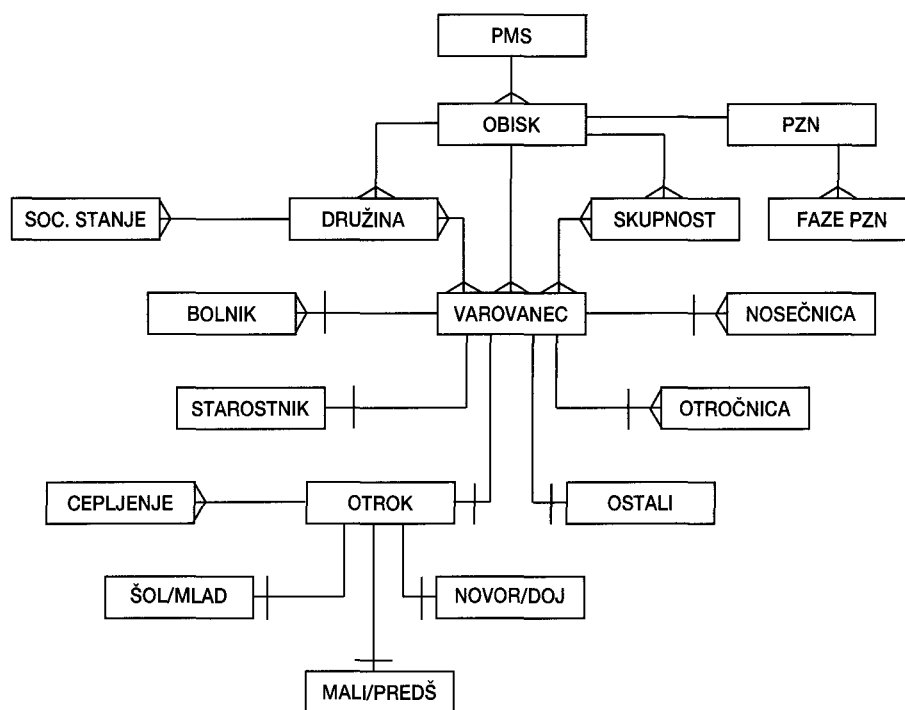 PMS
OBISK
PZN
SOC. STANJE
DRUŽINA
SKUPNOST
FAZE PZN
BOLNIK
VAROVANEC
NOSEČNICA
STAROSTNIK
OTROČNICA
CEPLJENJE
OTROK
OSTALI
ŠOL/MLAD
NOVOR/DOJ
MALI/PREDŠ